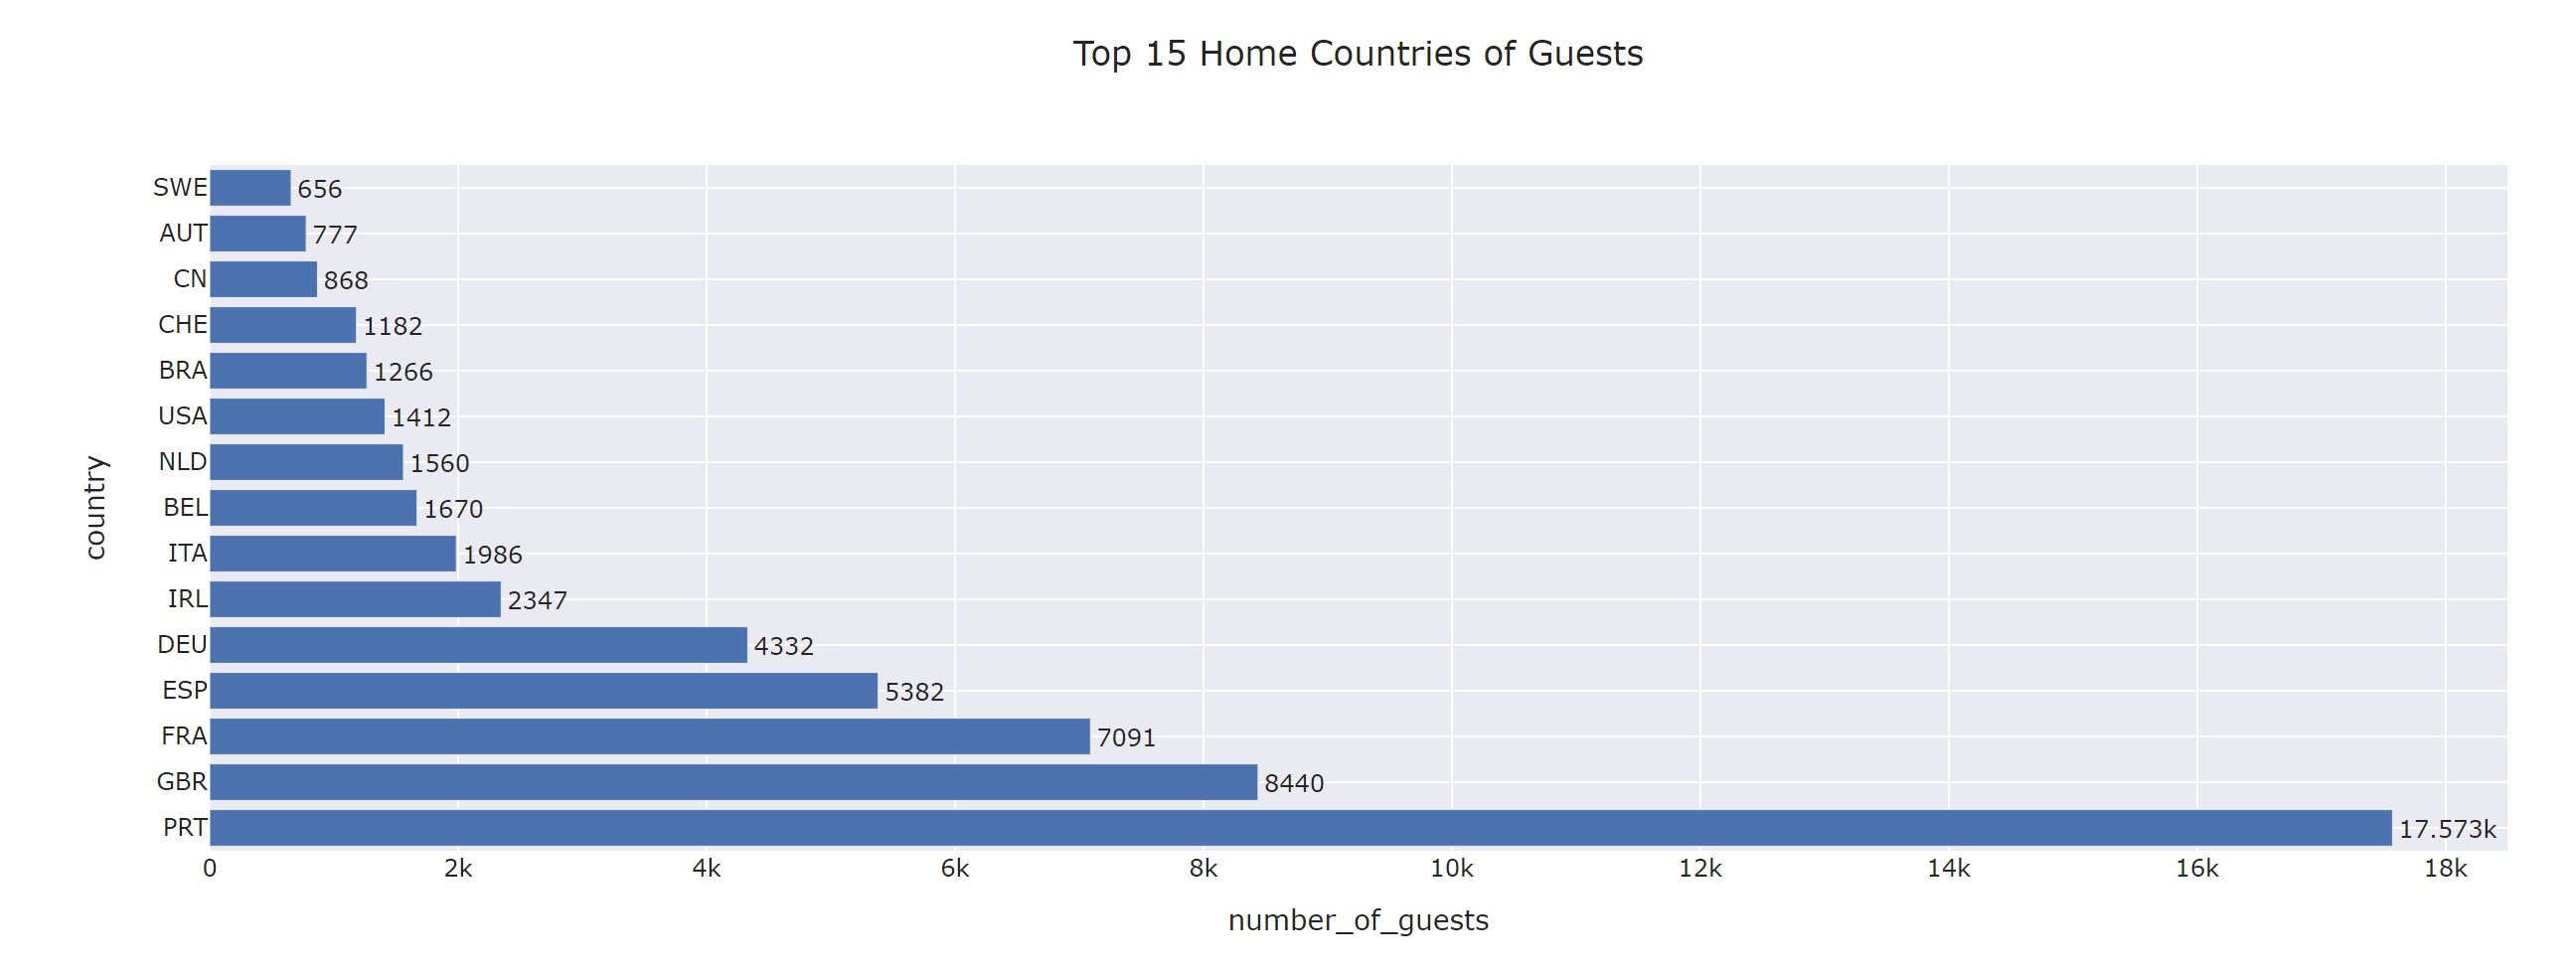 Top 15 Home Countries of Guests
SWE 656
AUT 777
CN 868
CHE 1182
BRA 1266
USA 1412
NLD 1560
BEL 1670
ITA 1986
IRL 2347
DEU 4332
ESP 5382
FRA 7091
GBR 8440
PRT 17.573k
country
0 2k 4k 6k 8k 10k 12k 14k 16k 18k
number_of_guests